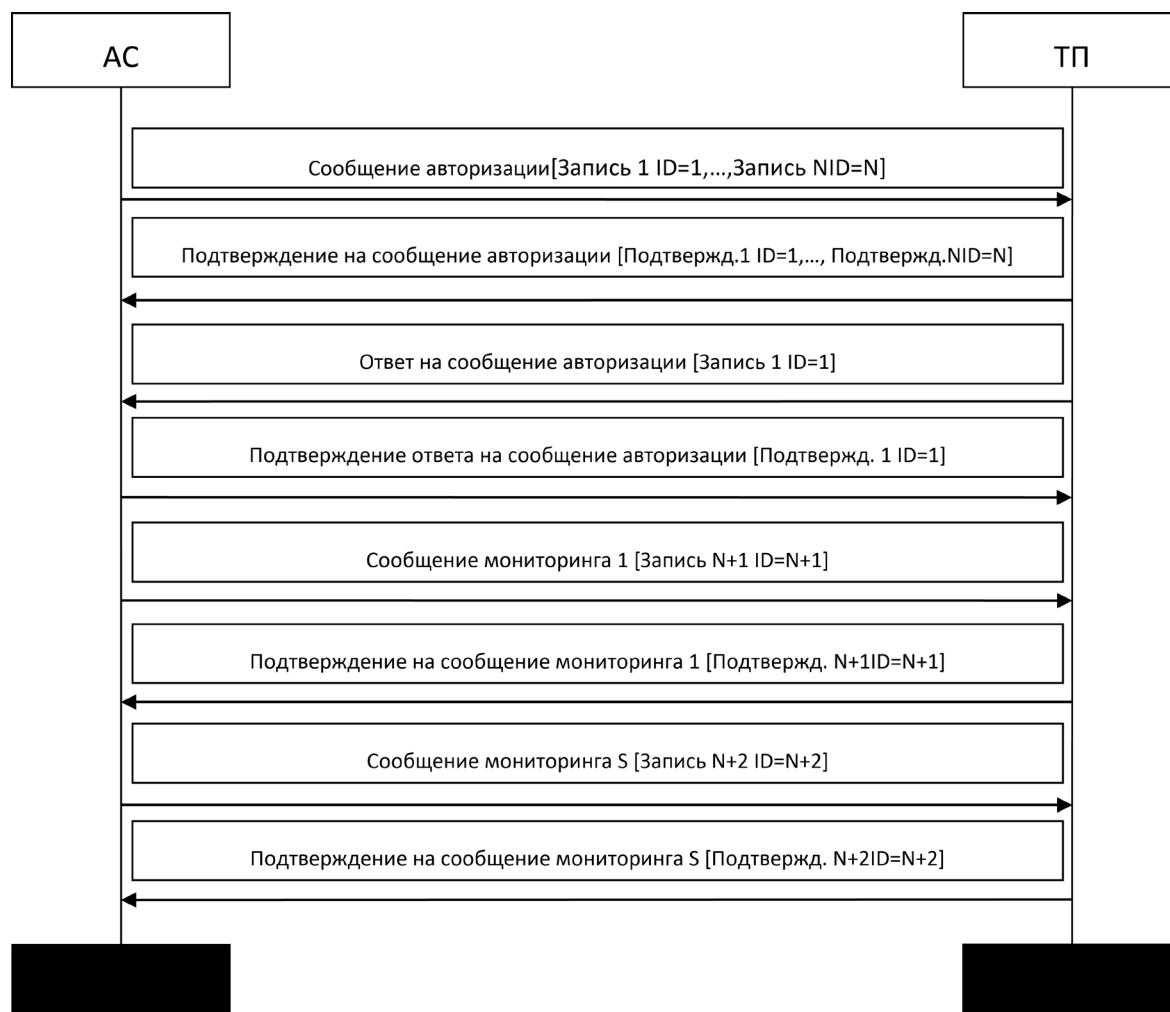 АС
ТП
Сообщение авторизации[Запись 1 ID=1,...,Запись NID=N]
Подтверждение на сообщение авторизации [Подтвержд.1 ID=1,..., Подтвержд.NID=N]
Ответ на сообщение авторизации [Запись 1 ID=1]
Подтверждение ответа на сообщение авторизации [Подтвержд. 1 ID=1]
Сообщение мониторинга 1 [Запись N+1 ID=N+1]
Подтверждение на сообщение мониторинга 1 [Подтвержд. N+1ID=N+1]
Сообщение мониторинга S [Запись N+2 ID=N+2]
Подтверждение на сообщение мониторинга S [Подтвержд. N+2ID=N+2]